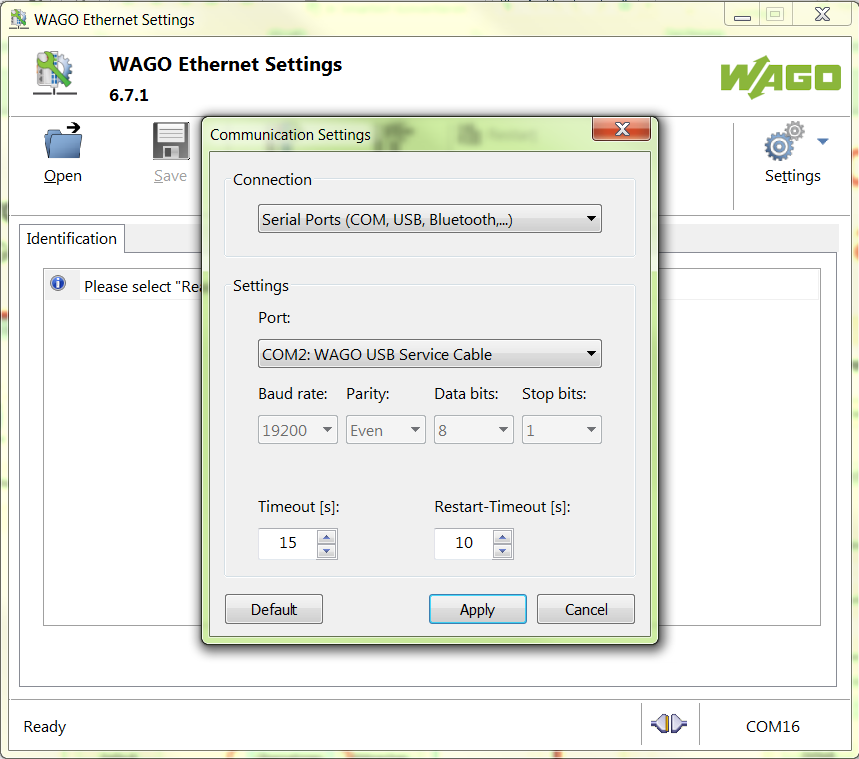 WAGO Ethernet Settings
WAGO Ethernet Settings
6.7.1
WAGO
Open
Save
Settings
Identification
Please select "Rea
Communication Settings
Connection
Serial Ports (COM, USB, Bluetooth,...)
Settings
Port:
COM2: WAGO USB Service Cable
Baud rate: Parity: Data bits: Stop bits:
19200 Even 8 1
Timeout [s]: Restart-Timeout [s]:
15 10
Default Apply Cancel
Ready COM16